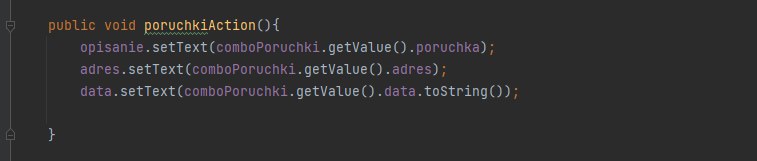 public void poruchkiAction(){
opisanie.setText(comboPoruchki.getValue().poruchka);
adres.setText(comboPoruchki.getValue().adres);
data.setText(comboPoruchki.getValue().data.toString());
}